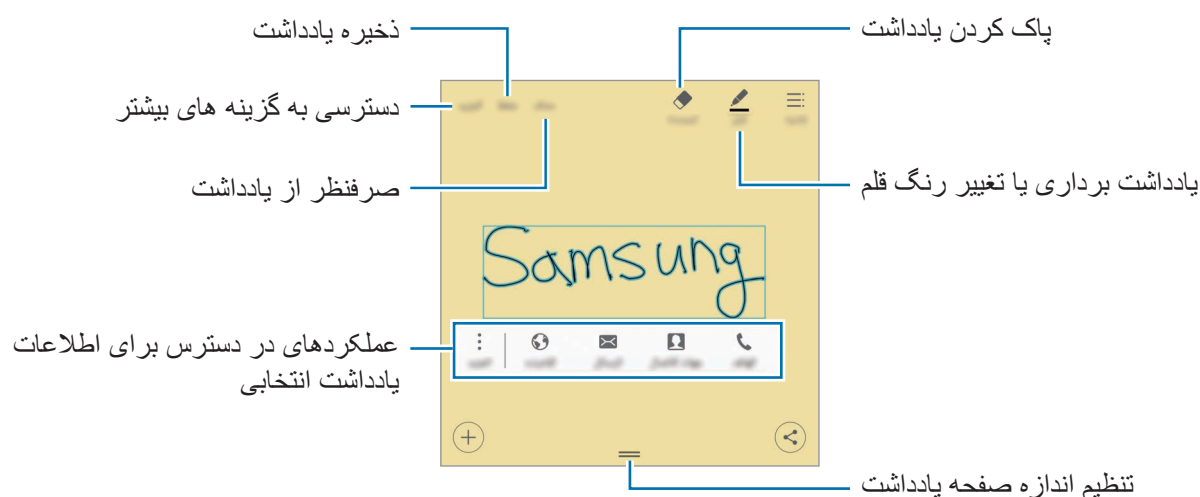 ذخیره یادداشت
پاک کردن یادداشت
دسترسی به گزینه های بیشتر
صرفنظر از یادداشت
یادداشت برداری یا تغییر رنگ قلم
Samsung
عملکردهای در دسترس برای اطلاعات
یادداشت انتخابی
تنظیم اندازه صفحه یادداشت